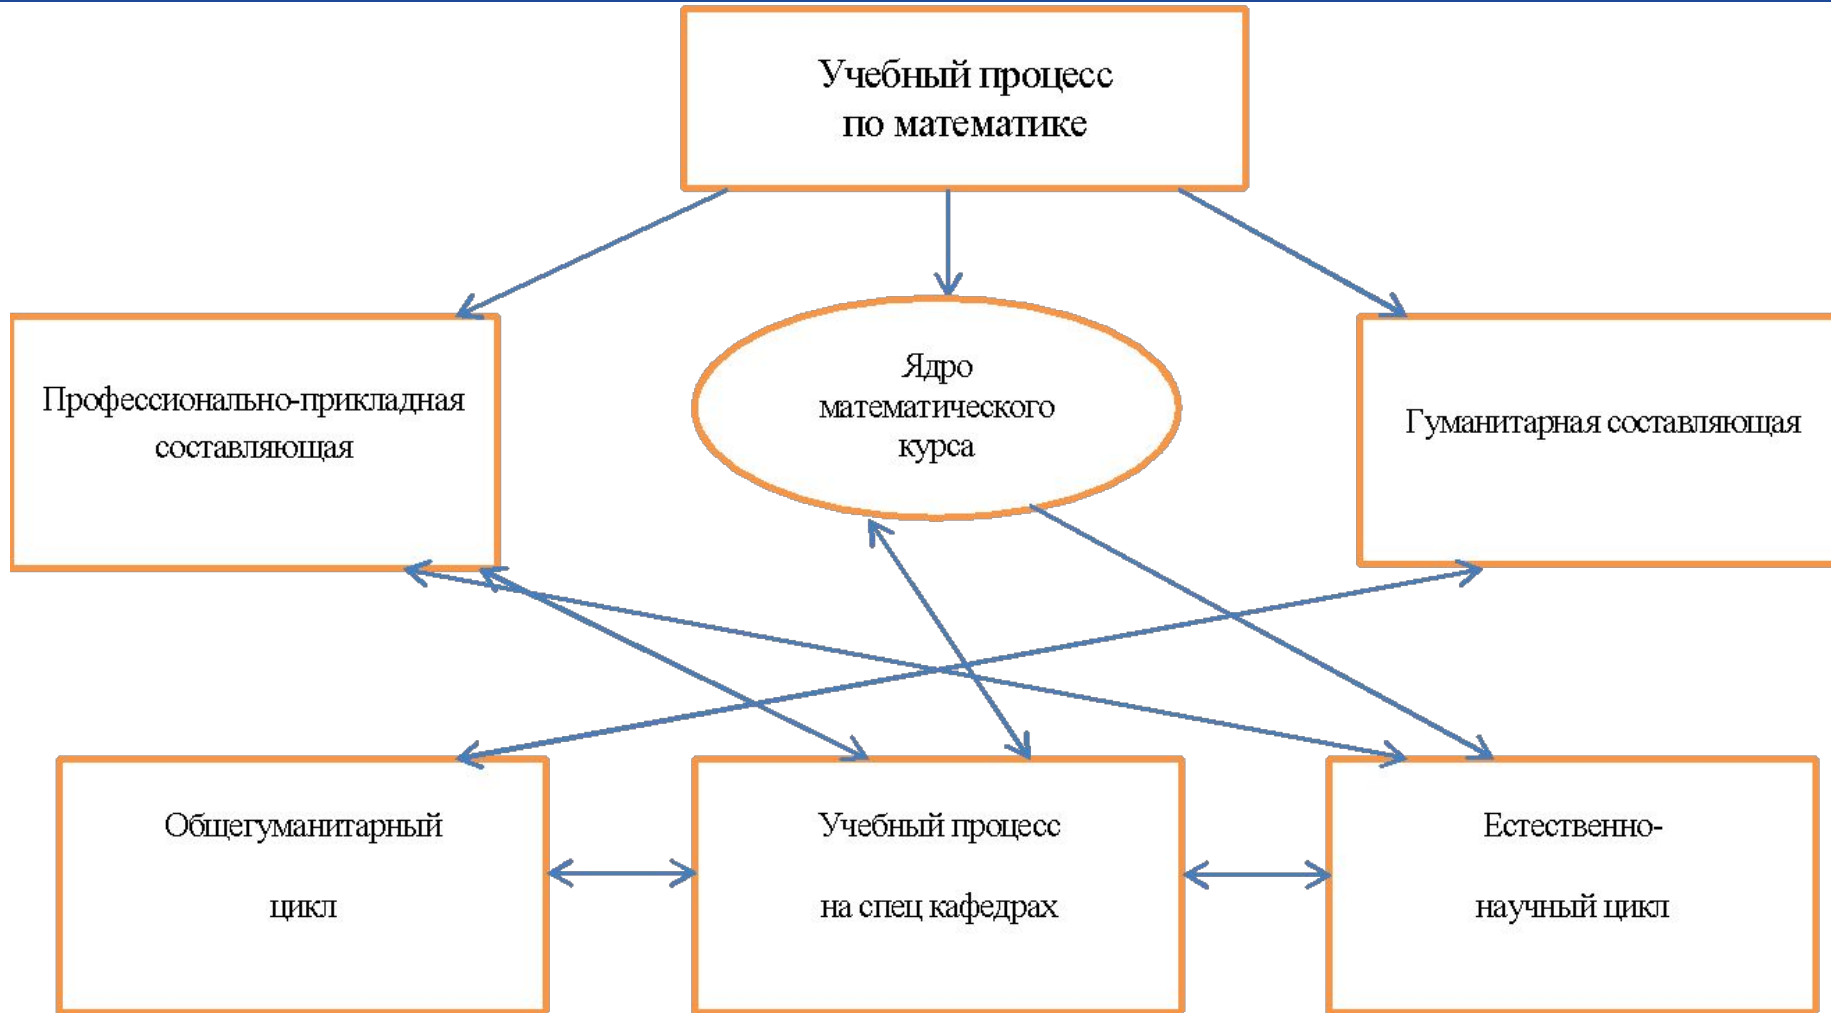 Учебный процесс
по математике
Профессионально-прикладная
составляющая
Ядро
математического
курса
Гуманитарная составляющая
Общегуманитарный
цикл
Учебный процесс
на спец кафедрах
Естественно-
научный цикл